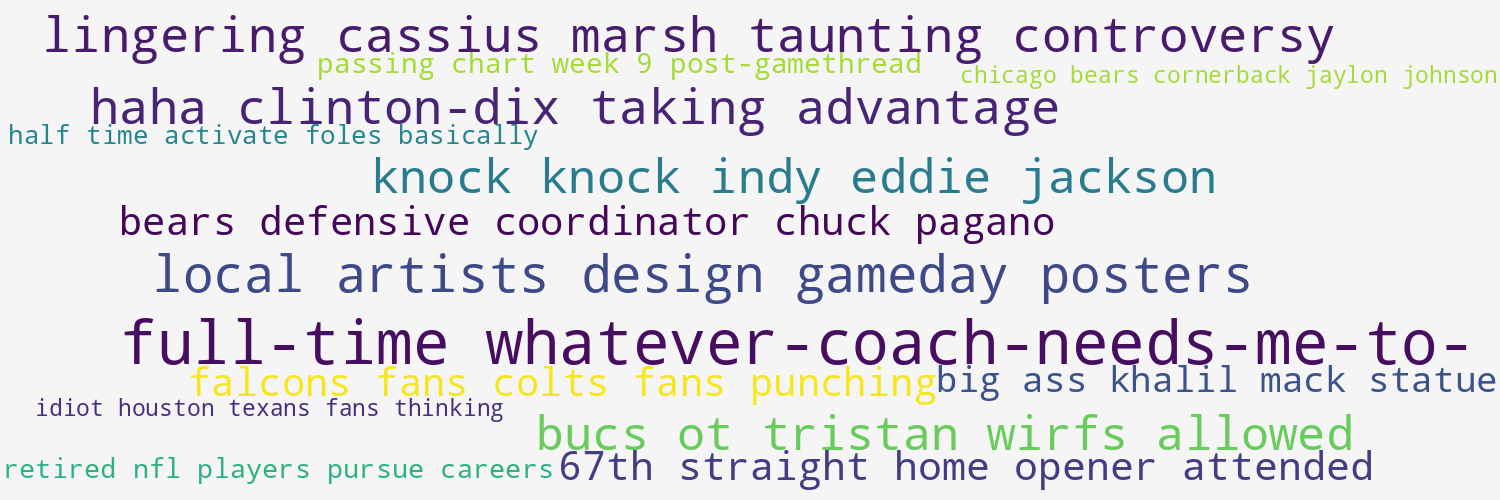 lingering cassius marsh taunting controversy
passing chart week 9 post-gamethread
chicago bears cornerback jaylon johnson
haha clinton-dix taking advantage
half time activate foles basically
knock knock indy eddie jackson
bears defensive coordinator chuck pagano
local artists design gameday posters
full-time whatever-coach-needs-me-to-
falcons fans colts fans punching
big ass khalil mack statue
idiot houston texans fans thinking
bucs ot tristan wirfs allowed
retired nfl players pursue careers
67th straight home opener attended